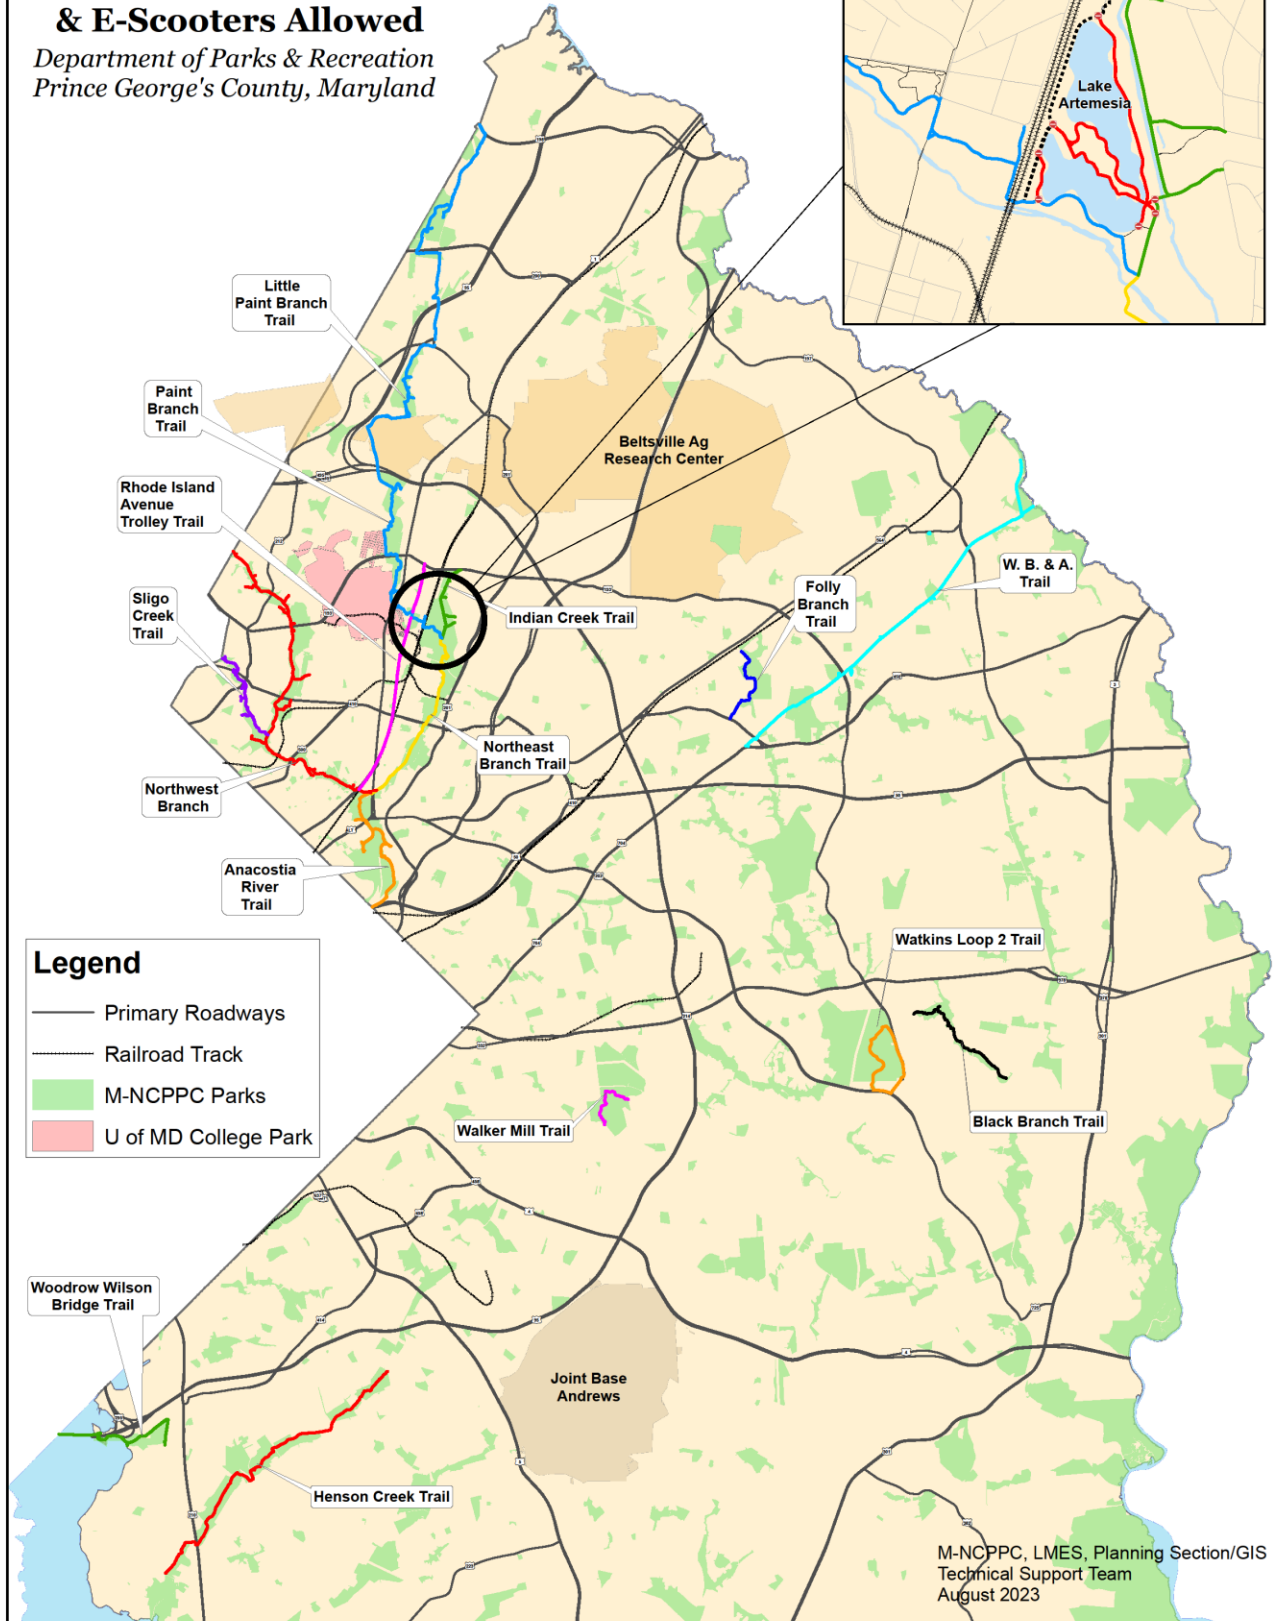 & E-Scooters Allowed
Department of Parks & Recreation
Prince George's County, Maryland
Lake
Artemesia
Little
Paint Branch
Trail
Paint
Branch
Trail
Beltsville Ag
Research Center
Rhode Island
Avenue
Trolley Trail
W. B. & A.
Trail
Folly
Branch
Trail
Sligo
Creek
Trail
Indian Creek Trail
Northeast
Branch Trail
Northwest
Branch
Anacostia
River
Trail
Watkins Loop 2 Trail
Legend
Primary Roadways
Railroad Track
M-NCPPC Parks
U of MD College Park
Walker Mill Trail
Black Branch Trail
Woodrow Wilson
Bridge Trail
Joint Base
Andrews
Henson Creek Trail
M-NCPPC, LMES, Planning Section/GIS
Technical Support Team
August 2023